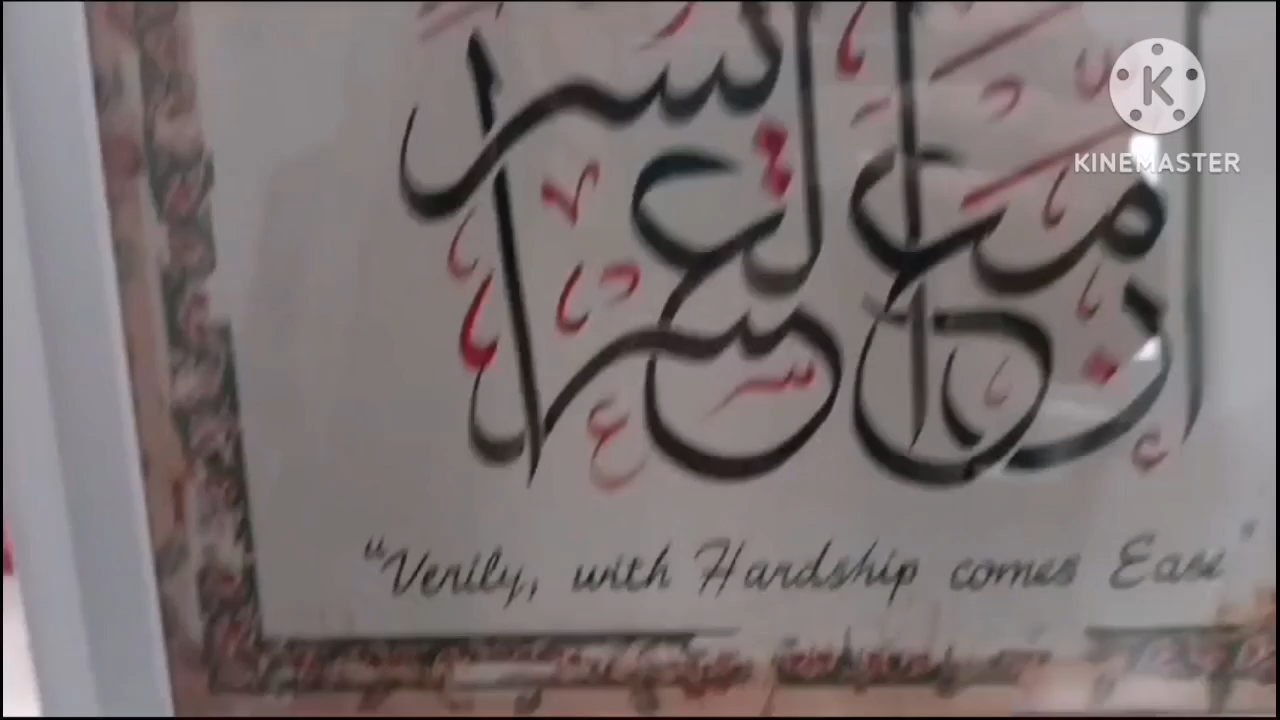 إن مع العسر يسرا
"Verily, with Hardship comes Ease"
K
KINEMASTER